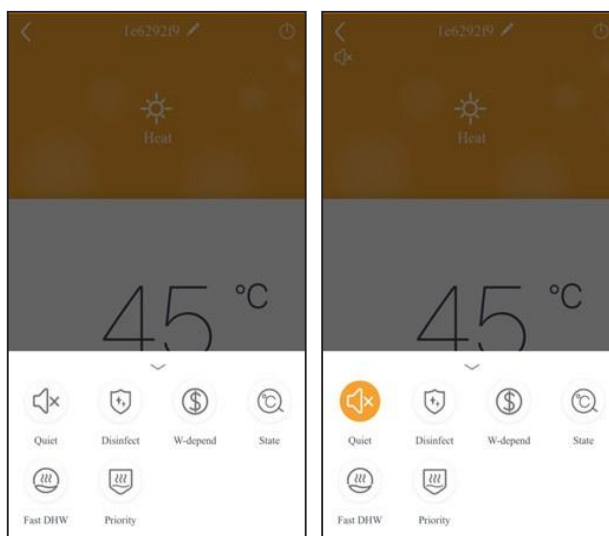 1e6292f9
Heat
45 °C
Quiet Disinfect W-depend State
Fast DHW Priority
1e6292f9
Heat
45 °C
Quiet Disinfect W-depend State
Fast DHW Priority